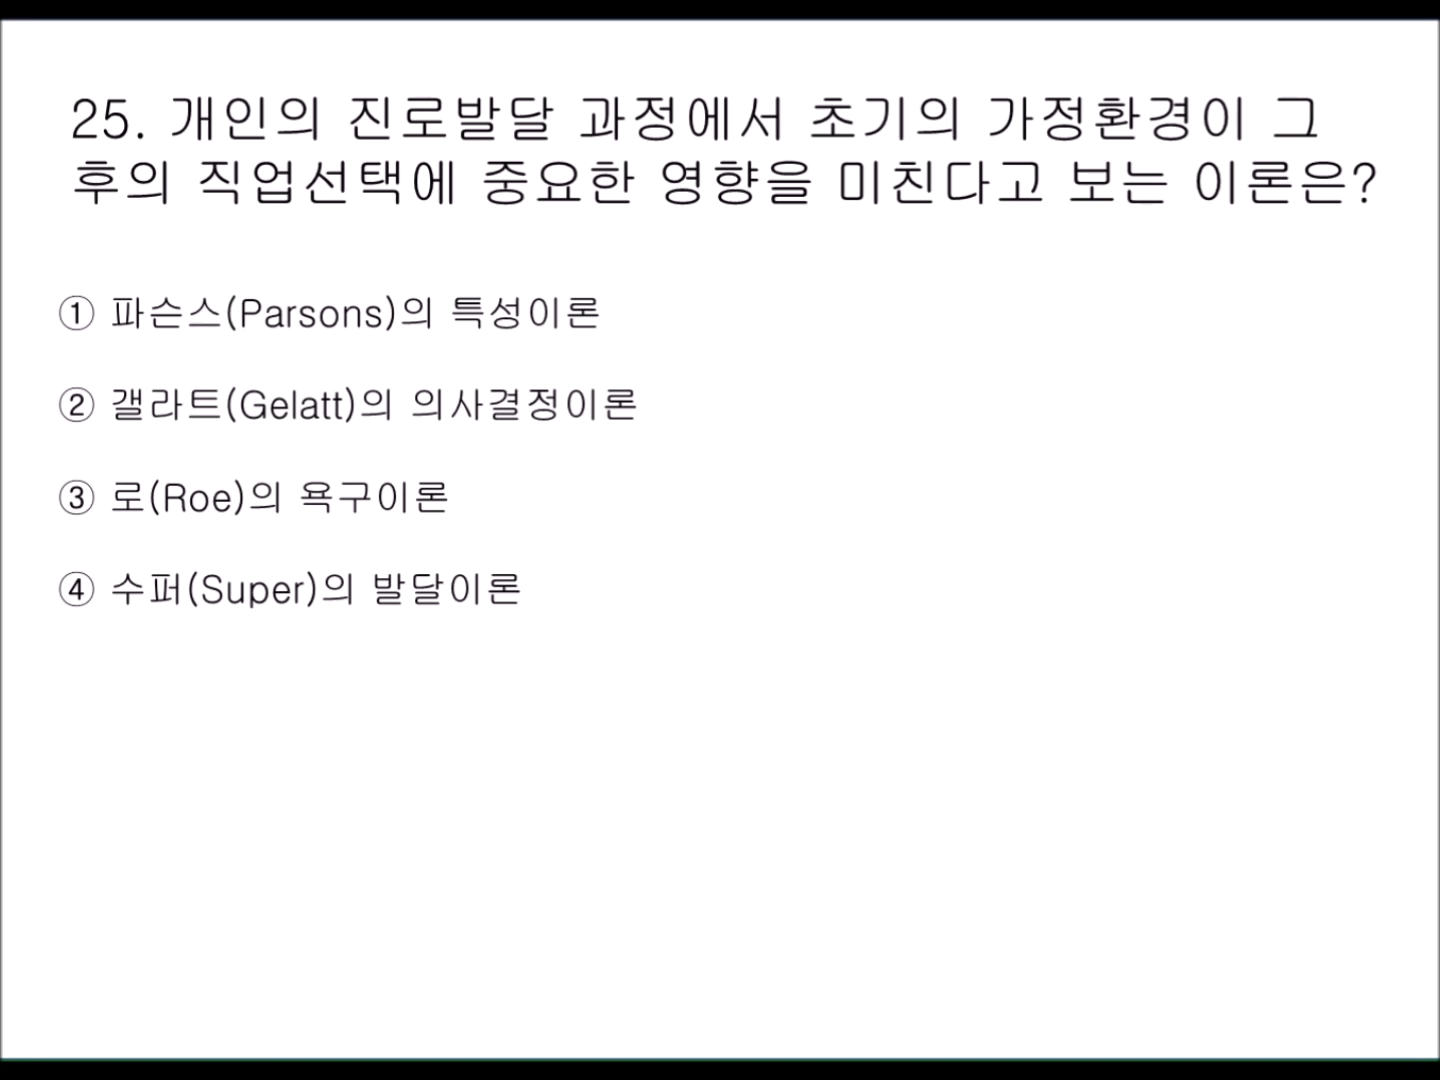 25. 개인의 진로발달 과정에서 초기의 가정환경이 그
후의 직업선택에 중요한 영향을 미친다고 보는 이론은?
① 파슨스(Parsons)의 특성이론
② 갤라트(Gelatt)의 의사결정이론
③ 로(Roe)의 욕구이론
④ 수퍼(Super)의 발달이론